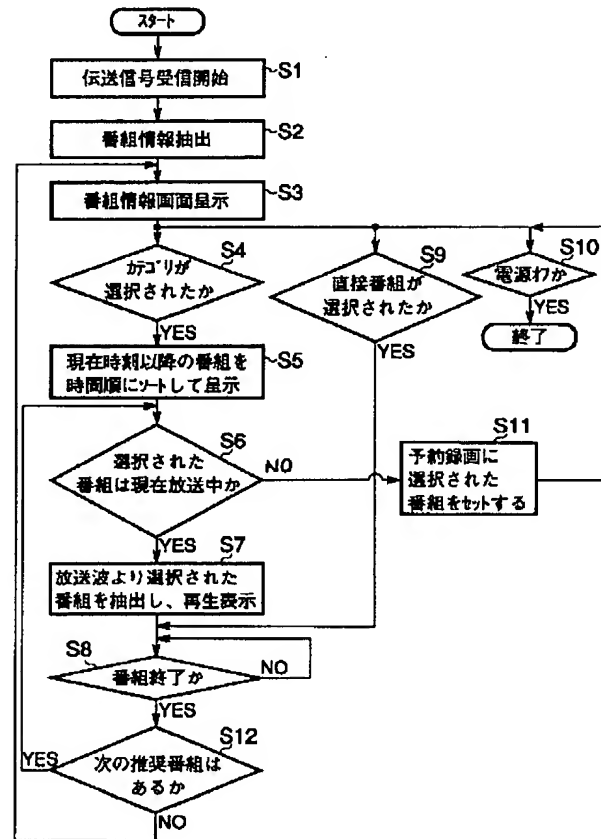 スタート
伝送信号受信開始
S1
番組情報抽出
S2
番組情報画面呈示
S3
カテゴリが
選択されたか
S4
YES
直接番組が
選択されたか
S9
YES
電源オフか
S10
YES
終了
現在時刻以降の番組を
時間順にソートして呈示
S5
選択された
番組は現在放送中か
S6
NO
YES
予約録画に
選択された
番組をセットする
S11
放送波より選択された
番組を抽出し、再生表示
S7
番組終了か
S8
NO
YES
次の推奨番組は
あるか
S12
YES
NO